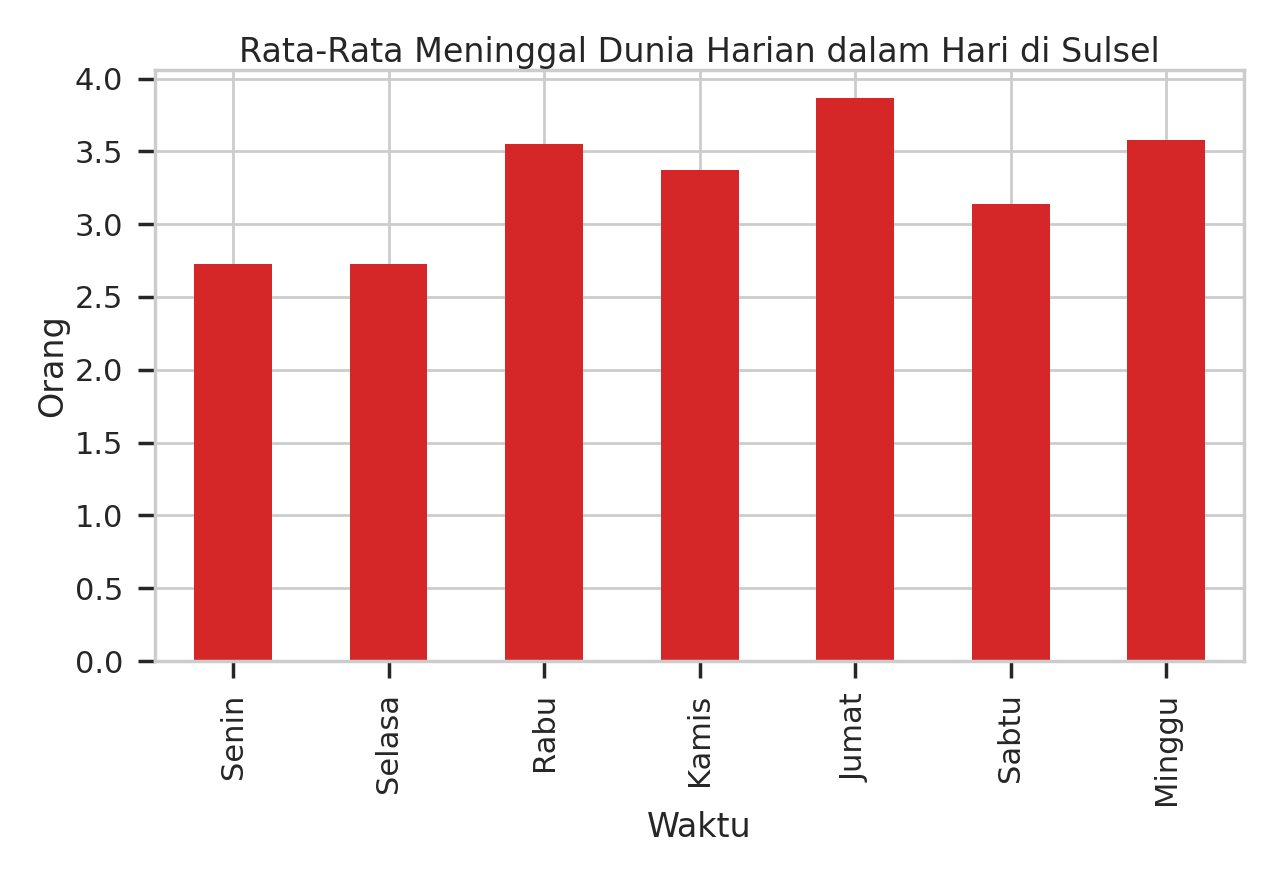 Rata-Rata Meninggal Dunia Harian dalam Hari di Sulsel
4.0
3.5
3.0
2.5
2.0
1.5
1.0
0.5
0.0
Orang
Senin
Selasa
Rabu
Kamis
Jumat
Sabtu
Minggu
Waktu